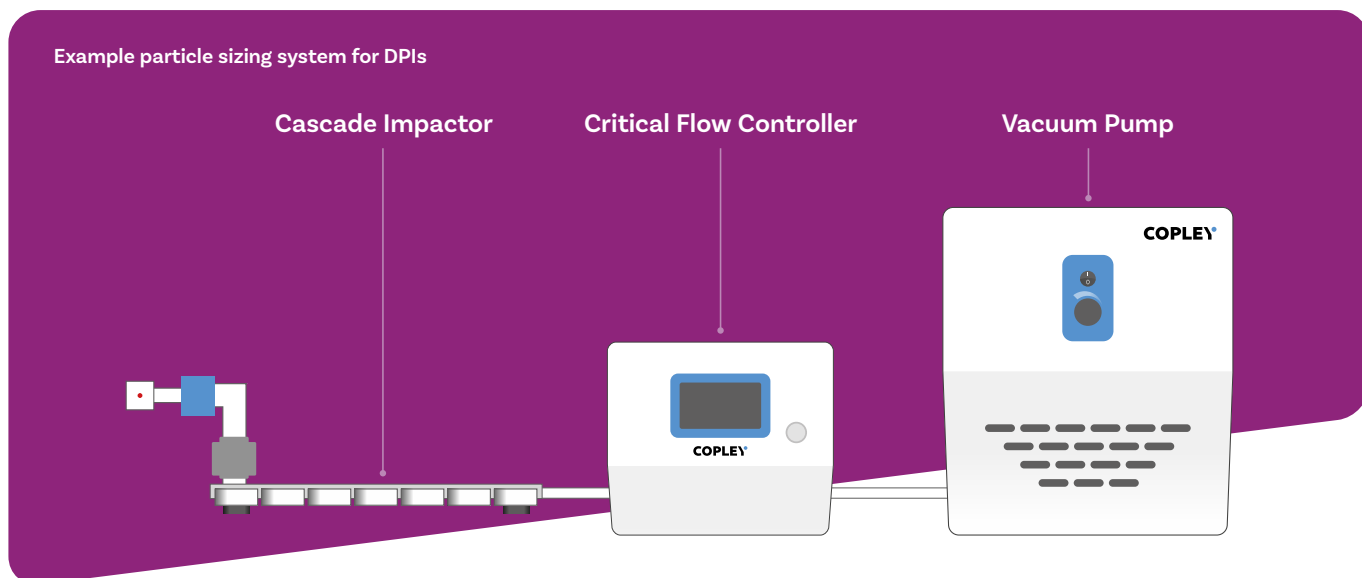 Example particle sizing system for DPIs
Cascade Impactor
Critical Flow Controller
Vacuum Pump
COPLEY
COPLEY